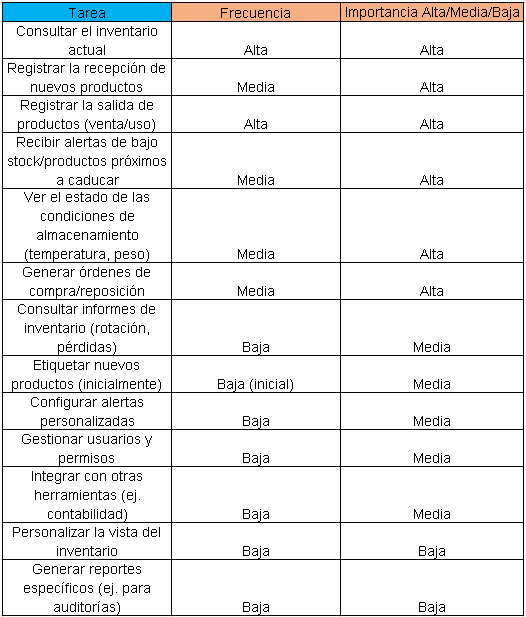 Tarea Frecuencia Importancia Alta/Media/Baja
Consultar el inventario
actual Alta Alta
Registrar la recepción de
nuevos productos Media Alta
Registrar la salida de
productos (venta/uso) Alta Alta
Recibir alertas de bajo
stock/productos próximos
a caducar Media Alta
Ver el estado de las
condiciones de
almacenamiento
(temperatura, peso) Media Alta
Generar órdenes de
compra/reposición Media Alta
Consultar informes de
inventario (rotación,
pérdidas) Baja Media
Etiquetar nuevos
productos (inicialmente) Baja (inicial) Media
Configurar alertas
personalizadas Baja Media
Gestionar usuarios y
permisos Baja Media
Integrar con otras
herramientas (ej.
contabilidad) Baja Media
Personalizar la vista del
inventario Baja Baja
Generar reportes
específicos (ej. para
auditorías) Baja Baja